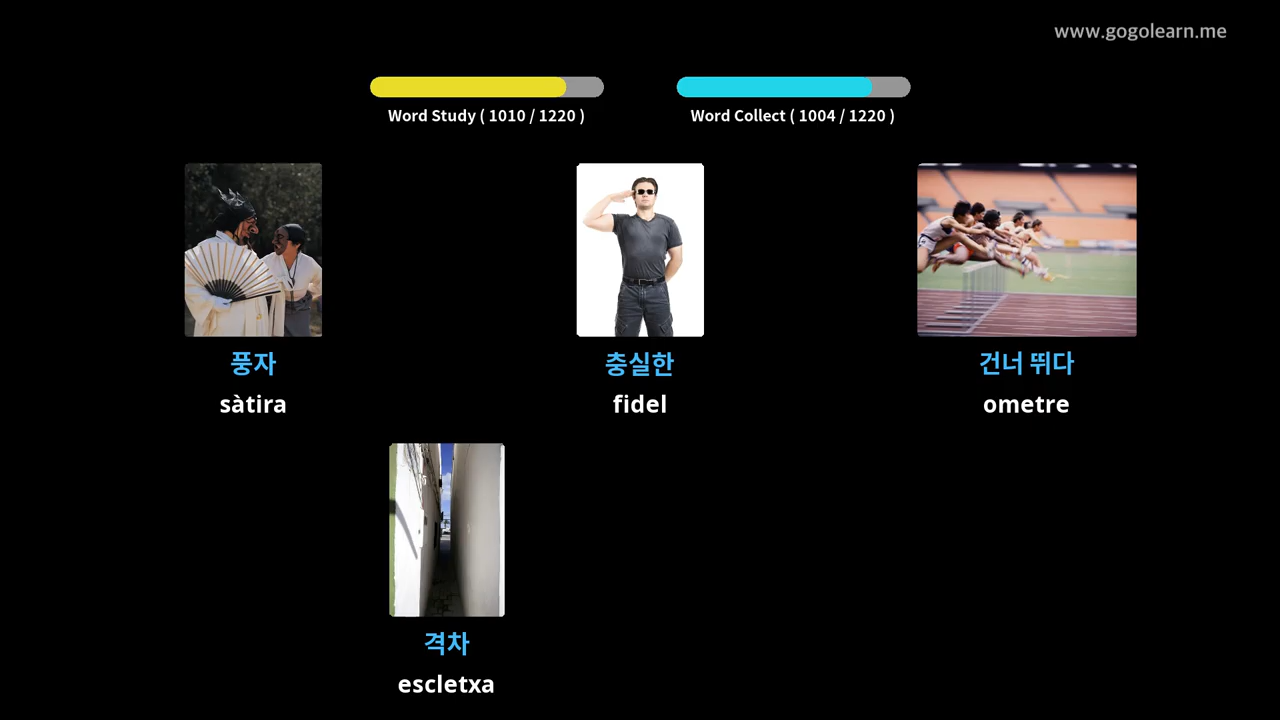 www.gogolearn.me
Word Study ( 1010 / 1220 )
Word Collect ( 1004 / 1220 )
풍자
sàtira
충실한
fidel
건너 뛰다
ometre
격차
escletxa